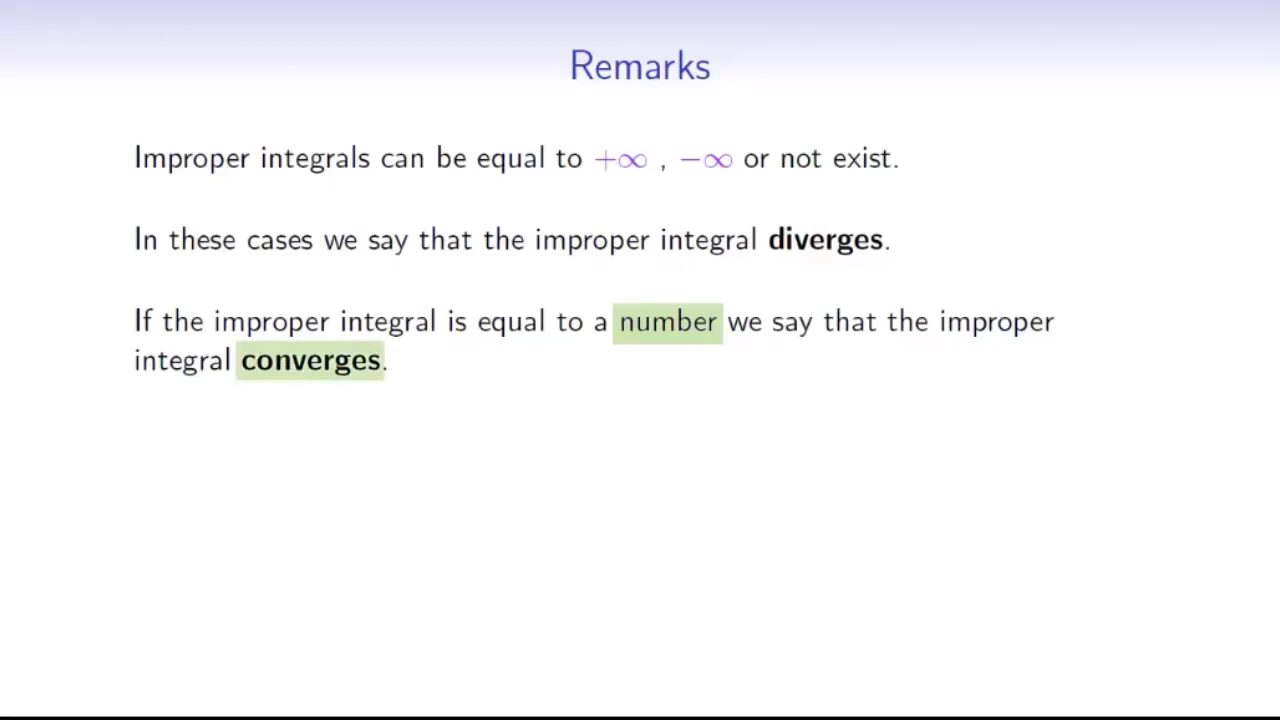 Remarks
Improper integrals can be equal to +∞ , −∞ or not exist.
In these cases we say that the improper integral diverges.
If the improper integral is equal to a number we say that the improper
integral converges.